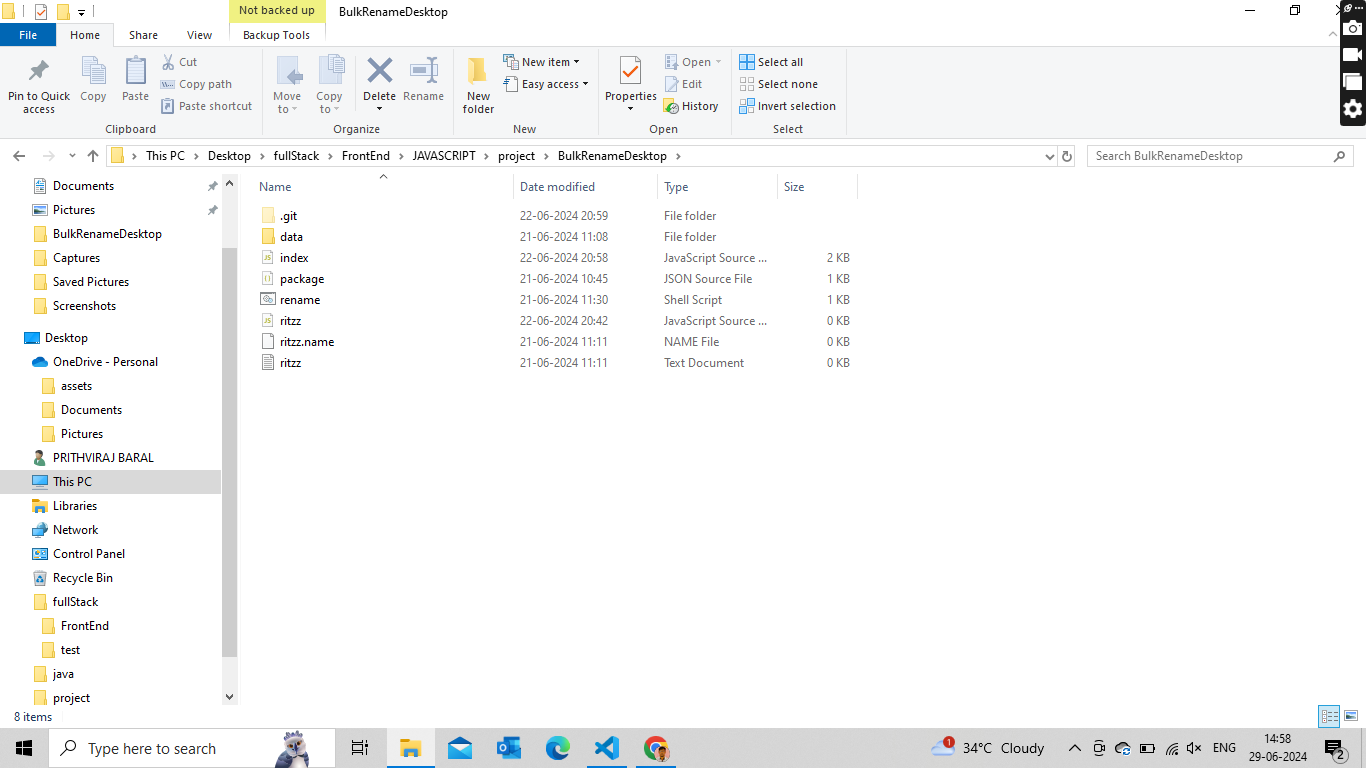 Not backed up BulkRenameDesktop
File Home Share View Backup Tools
Pin to Quick access
Copy
Paste
Cut
Copy path
Paste shortcut
Clipboard
Move to
Copy to
Delete
Rename
Organize
New folder
New item
Easy access
New
Properties
Open
Edit
History
Open
Select all
Select none
Invert selection
Select
This PC Desktop fullStack FrontEnd JAVASCRIPT project BulkRenameDesktop
Search BulkRenameDesktop
Documents
Pictures
BulkRenameDesktop
Captures
Saved Pictures
Screenshots
Desktop
OneDrive - Personal
assets
Documents
Pictures
PRITHVIRAJ BARAL
This PC
Libraries
Network
Control Panel
Recycle Bin
fullStack
FrontEnd
test
java
project
Name Date modified Type Size
.git 22-06-2024 20:59 File folder
data 21-06-2024 11:08 File folder
index 22-06-2024 20:58 JavaScript Source ... 2 KB
package 21-06-2024 10:45 JSON Source File 1 KB
rename 21-06-2024 11:30 Shell Script 1 KB
ritzz 22-06-2024 20:42 JavaScript Source ... 0 KB
ritzz.name 21-06-2024 11:11 NAME File 0 KB
ritzz 21-06-2024 11:11 Text Document 0 KB
8 items
Type here to search
1
34°C Cloudy
ENG
14:58
29-06-2024
2